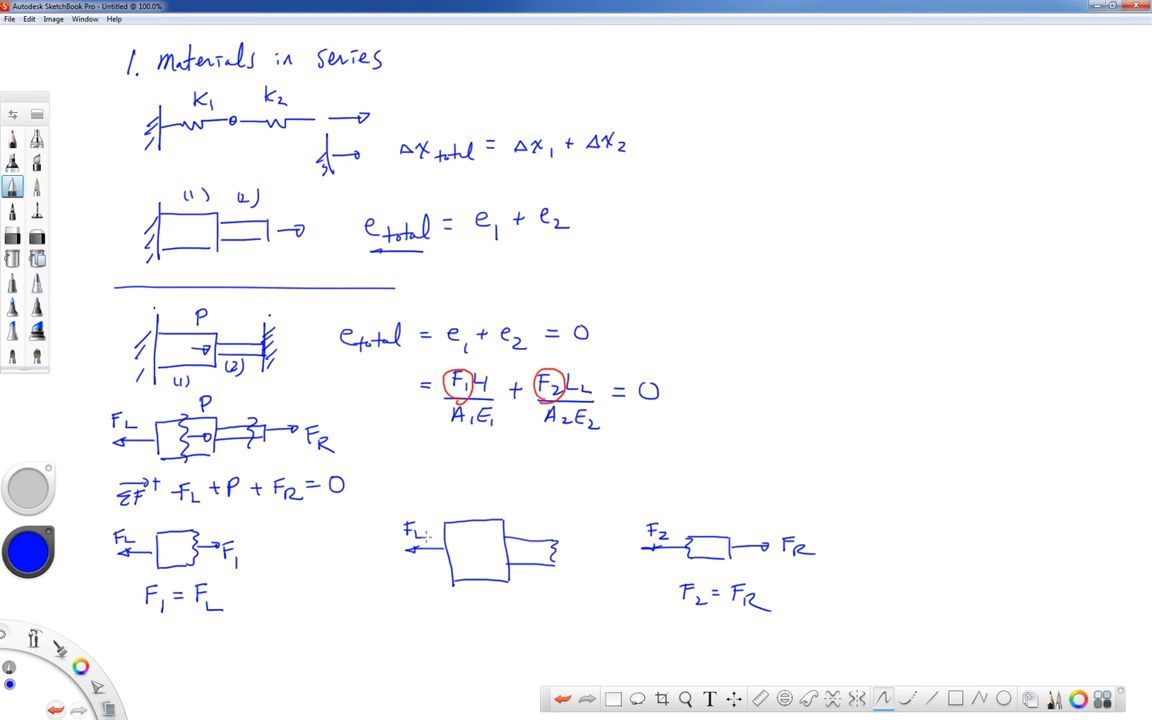 Autodesk SketchBook Pro - Untitled @ 100.0%
File Edit Image Window Help
1. Materials in series
K1 K2
Δx total = Δx1 + Δx2
(1) (2)
e total = e1 + e2
P
e total = e1 + e2 = 0
(1) (2)
= F1L1/A1E1 + F2L2/A2E2 = 0
P
FL FR
ΣF→+ -FL + P + FR = 0
FL F1
F1 = FL
FL
F2 FR
F2 = FR
T